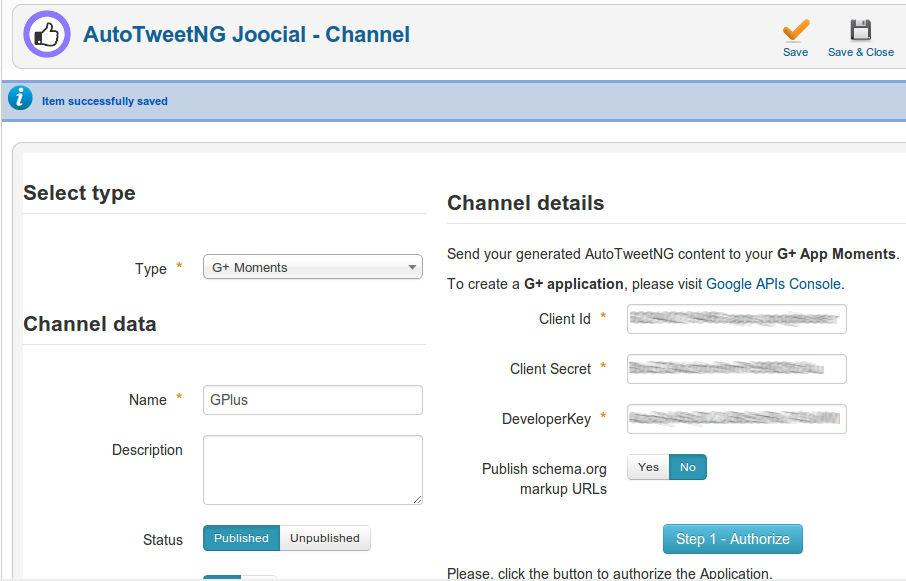 AutoTweetNG Joocial - Channel
Save
Save & Close
Item successfully saved
Select type
Type *
G+ Moments
Channel data
Name *
GPlus
Description
Status
Published
Unpublished
Channel details
Send your generated AutoTweetNG content to your G+ App Moments.
To create a G+ application, please visit Google APIs Console.
Client Id *
Client Secret *
DeveloperKey *
Publish schema.org
markup URLs
Yes
No
Step 1 - Authorize
Please, click the button to authorize the Application.